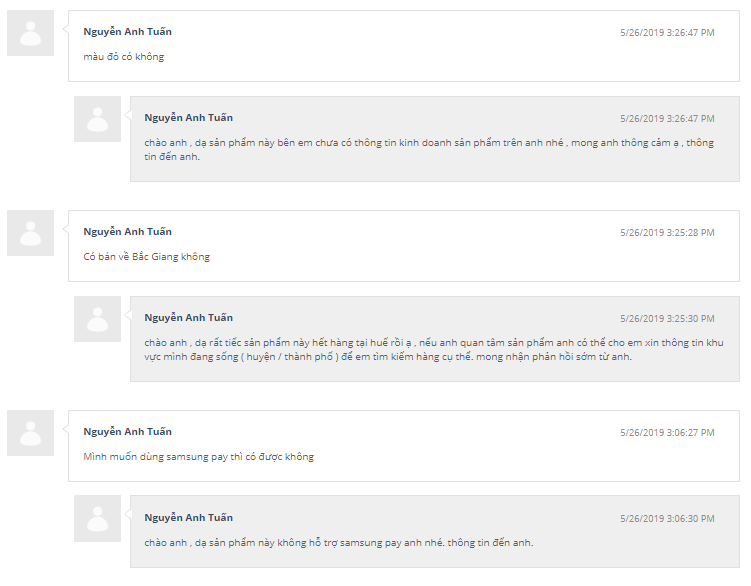 Nguyễn Anh Tuấn
5/26/2019 3:26:47 PM
màu đỏ có không
Nguyễn Anh Tuấn
5/26/2019 3:26:47 PM
chào anh , dạ sản phẩm này bên em chưa có thông tin kinh doanh sản phẩm trên anh nhé , mong anh thông cảm ạ , thông
tin đến anh.
Nguyễn Anh Tuấn
5/26/2019 3:25:28 PM
Có bán về Bắc Giang không
Nguyễn Anh Tuấn
5/26/2019 3:25:30 PM
chào anh , dạ rất tiếc sản phẩm này hết hàng tại huế rồi ạ , nếu anh quan tâm sản phẩm anh có thể cho em xin thông tin khu
vực mình đang sống ( huyện / thành phố ) để em tìm kiếm hàng cụ thể. mong nhận phản hồi sớm từ anh.
Nguyễn Anh Tuấn
5/26/2019 3:06:27 PM
Mình muốn dùng samsung pay thì có được không
Nguyễn Anh Tuấn
5/26/2019 3:06:30 PM
chào anh , dạ sản phẩm này không hỗ trợ samsung pay anh nhé. thông tin đến anh.